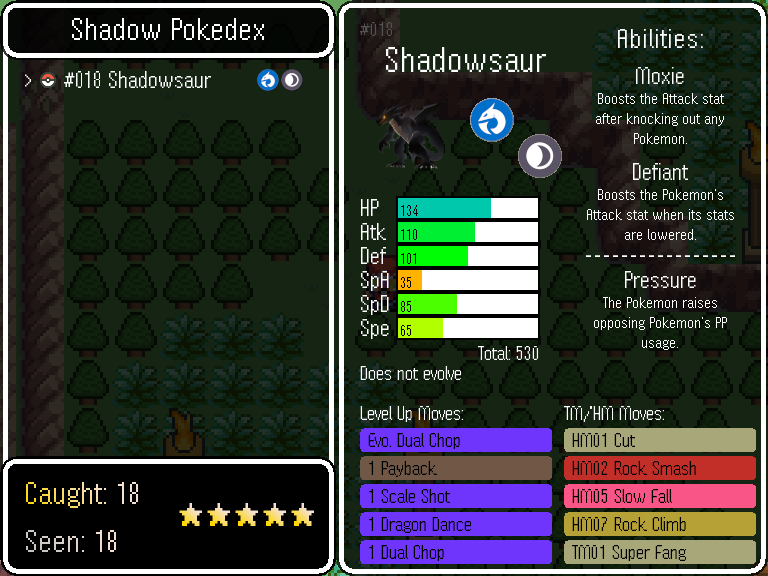 Shadow Pokedex
> #018 Shadowsaur
Caught: 18
Seen: 18
#018
Shadowsaur
HP 134
Atk 110
Def 101
SpA 35
SpD 85
Spe 65
Total: 530
Does not evolve
Abilities:
Moxie
Boosts the Attack stat
after knocking out any
Pokemon.
Defiant
Boosts the Pokemon's
Attack stat when its stats
are lowered.
Pressure
The Pokemon raises
opposing Pokemon's PP
usage.
Level Up Moves:
Evo. Dual Chop
1 Payback
1 Scale Shot
1 Dragon Dance
1 Dual Chop
TM/HM Moves:
HM01 Cut
HM02 Rock Smash
HM05 Slow Fall
HM07 Rock Climb
TM01 Super Fang